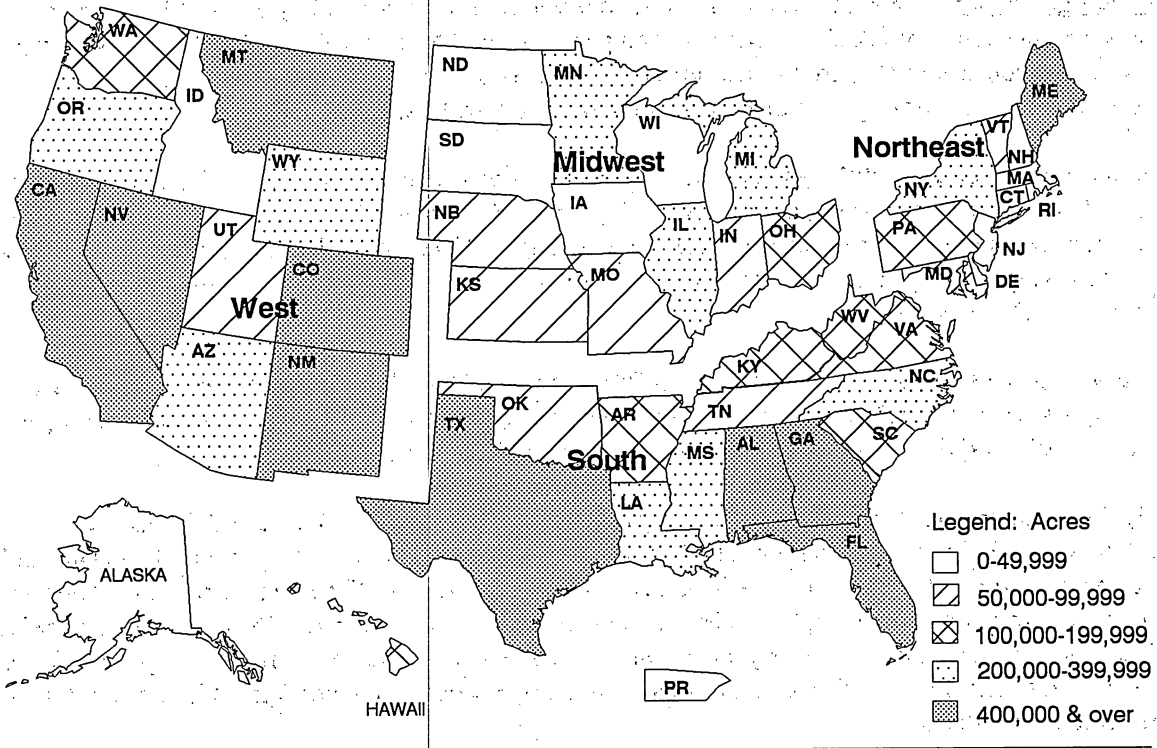 WA
MT
OR
ID
WY
CA
NV
UT
CO
West
AZ
NM
ND
MN
SD
WI
Midwest
MI
NB
IA
IL
IN
OH
KS
MO
ME
VT
Northeast
NH
MA
NY
CT
RI
PA
NJ
MD
DE
WV
VA
KY
NC
OK
TN
TX
AR
SC
South
MS
AL
GA
LA
FL
ALASKA
HAWAII
PR
Legend: Acres
0-49,999
50,000-99,999
100,000-199,999
200,000-399,999
400,000 & over